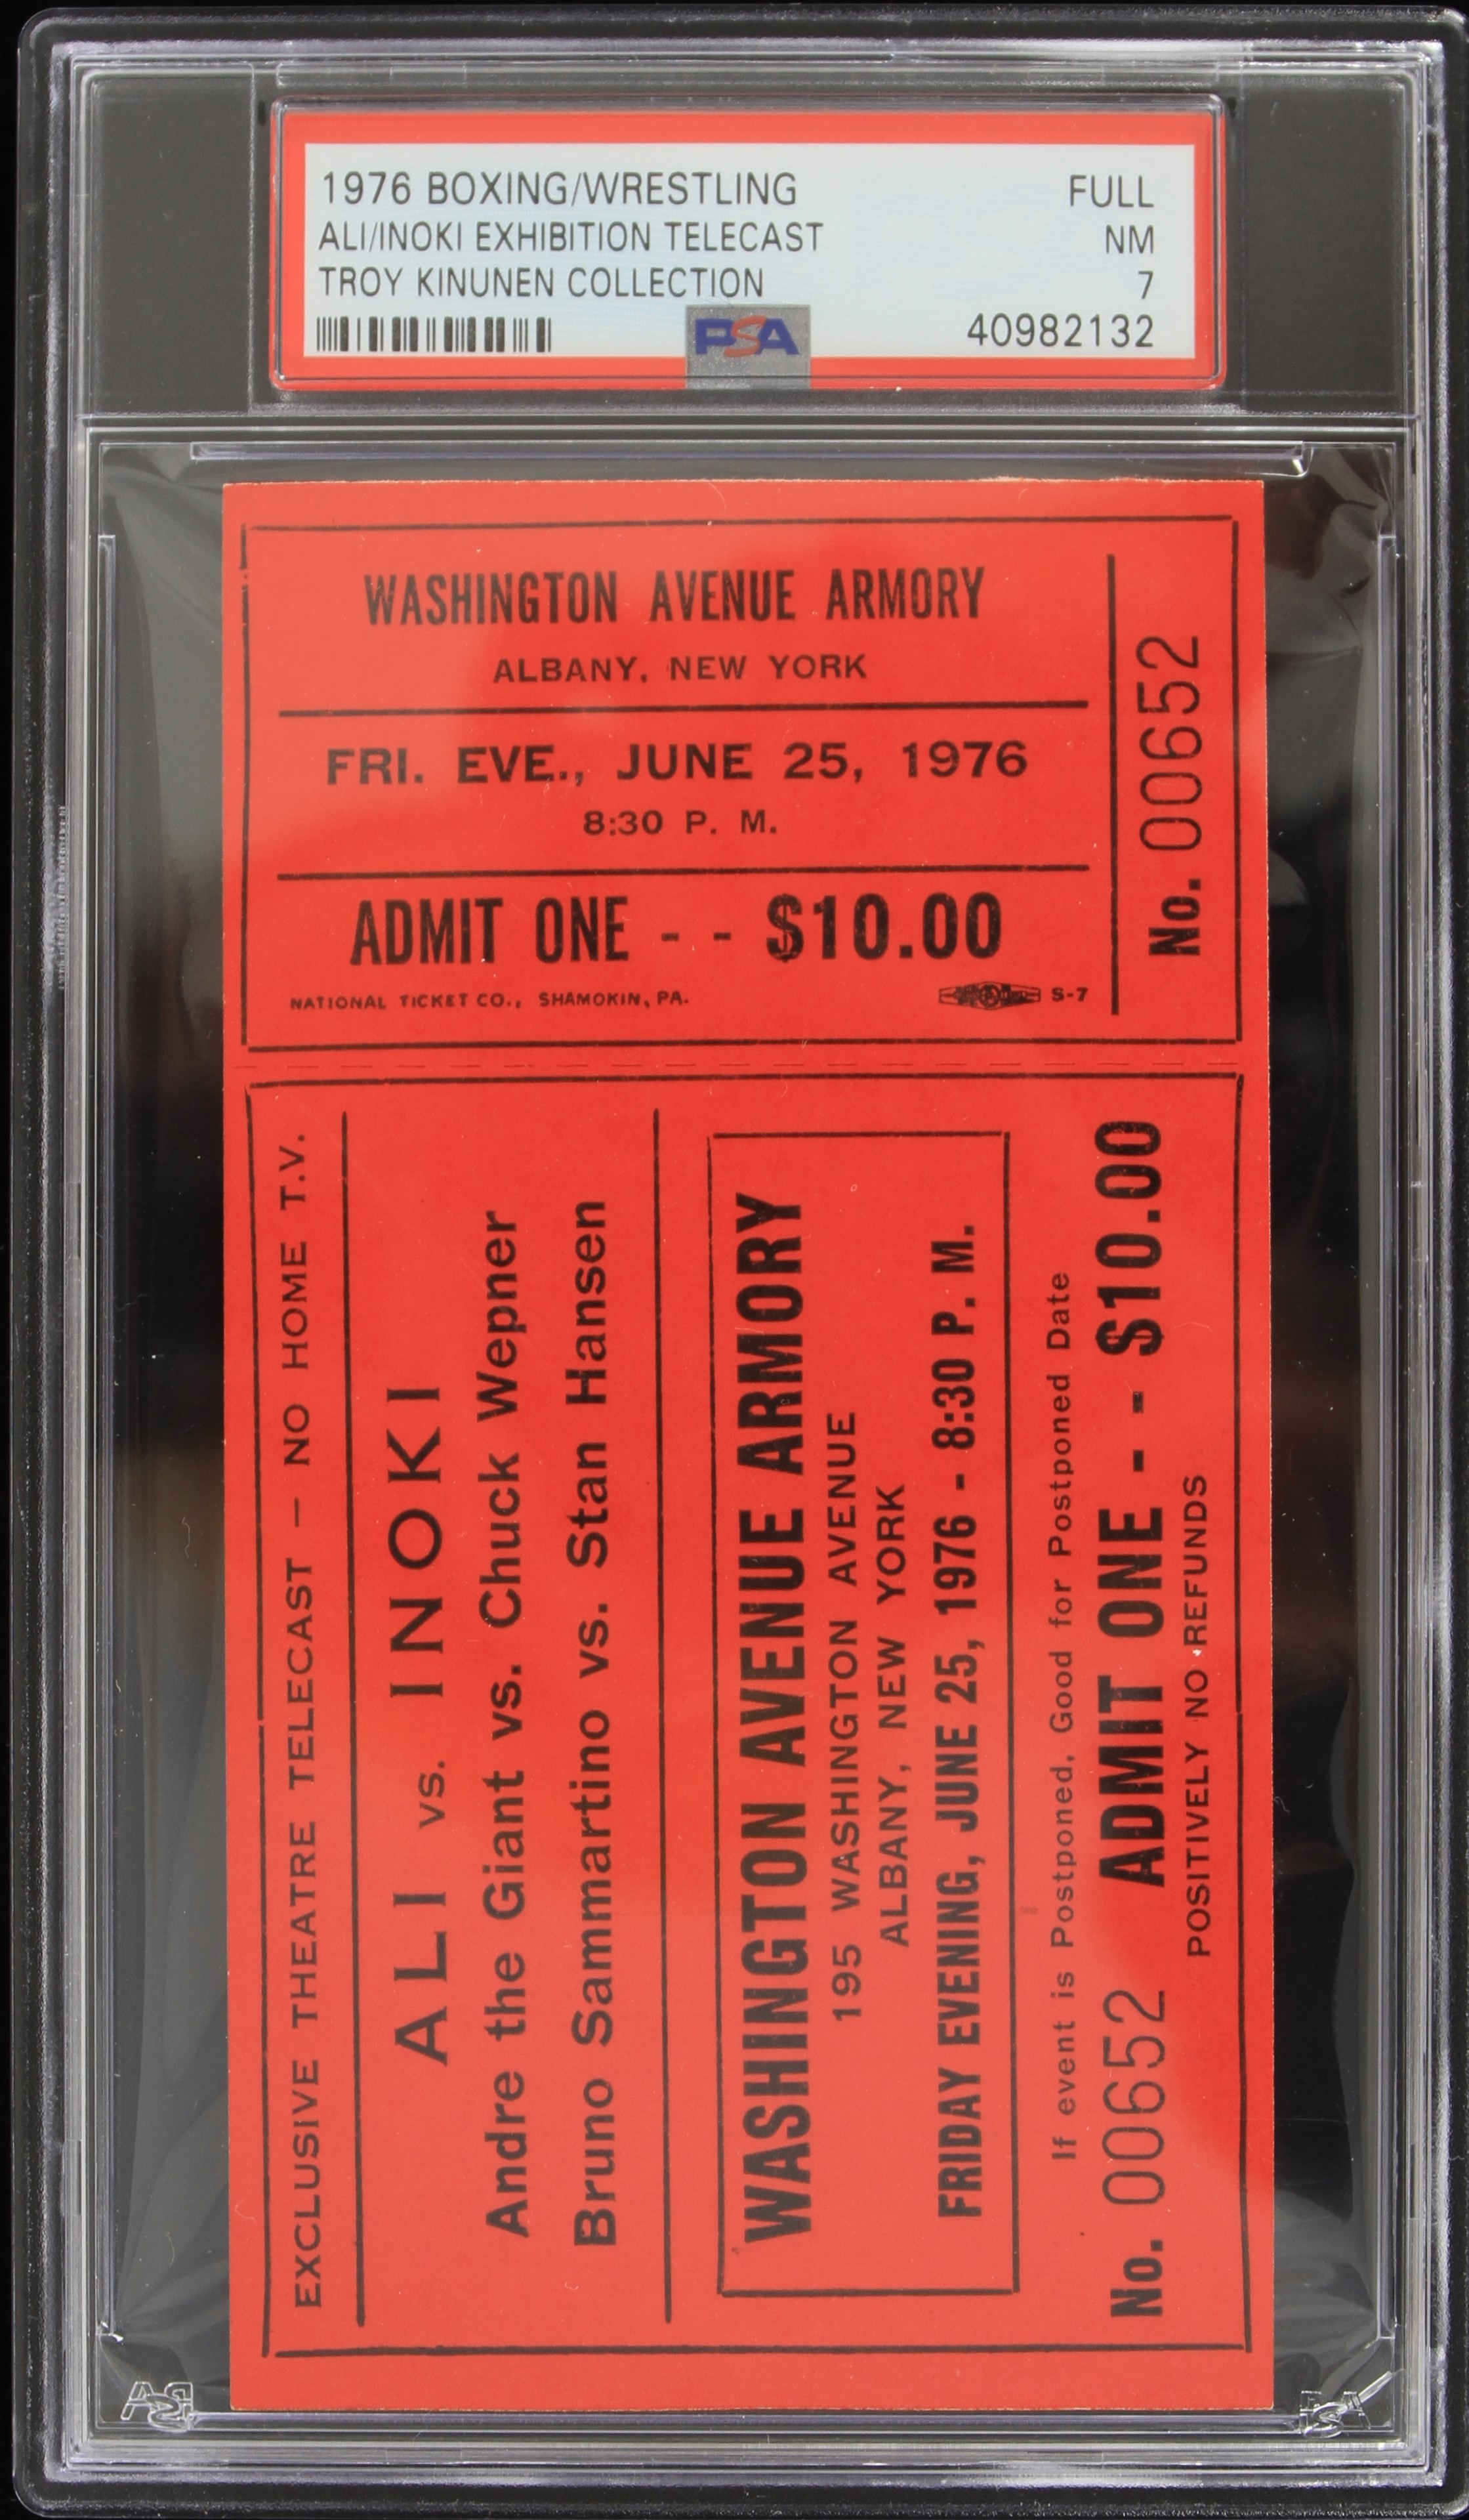 1976 BOXING/WRESTLING FULL
ALI/INOKI EXHIBITION TELECAST NM
TROY KINUNEN COLLECTION 7
PSA 40982132
WASHINGTON AVENUE ARMORY
ALBANY, NEW YORK
FRI. EVE., JUNE 25, 1976
8:30 P. M.
ADMIT ONE - - $10.00
NATIONAL TICKET CO., SHAMOKIN, PA. S-7
No. 00652
EXCLUSIVE THEATRE TELECAST — NO HOME T.V.
ALI vs. INOKI
Andre the Giant vs. Chuck Wepner
Bruno Sammartino vs. Stan Hansen
WASHINGTON AVENUE ARMORY
195 WASHINGTON AVENUE
ALBANY, NEW YORK
FRIDAY EVENING, JUNE 25, 1976 - 8:30 P. M.
If event is Postponed, Good for Postponed Date
No. 00652 ADMIT ONE - - $10.00
POSITIVELY NO REFUNDS
PSA
PSA